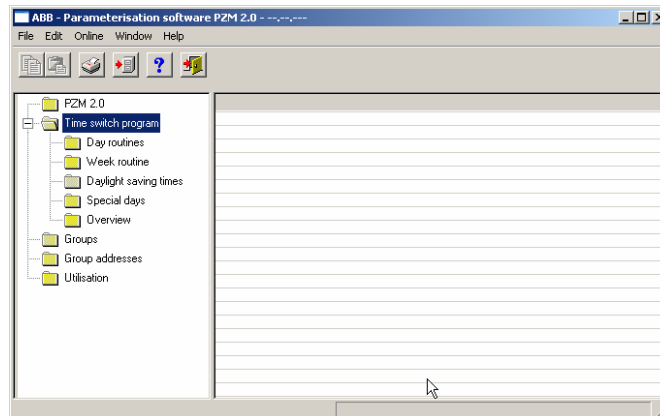 ABB - Parameterisation software PZM 2.0 - --.--.---
File Edit Online Window Help
?
PZM 2.0
Time switch program
Day routines
Week routine
Daylight saving times
Special days
Overview
Groups
Group addresses
Utilisation